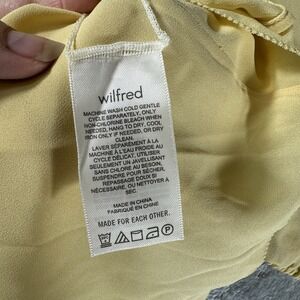 wilfred
MACHINE WASH COLD GENTLE
CYCLE SEPARATELY, ONLY
NON-CHLORINE BLEACH WHEN
NEEDED, HANG TO DRY, COOL
IRON ONLY IF NEEDED, OR DRY
CLEAN.
LAVER SÉPARÉMENT À LA
MACHINE À L'EAU FROIDE AU
CYCLE DÉLICAT, UTILISER
SEULEMENT UN JAVELLISANT
SANS CHLORE AU BESOIN,
SUSPENDRE POUR SÉCHER,
REPASSAGE DOUX SI
NÉCESSAIRE, OU NETTOYER À
SEC.
MADE IN CHINA
FABRIQUÉ EN CHINE
MADE FOR EACH OTHER.
P